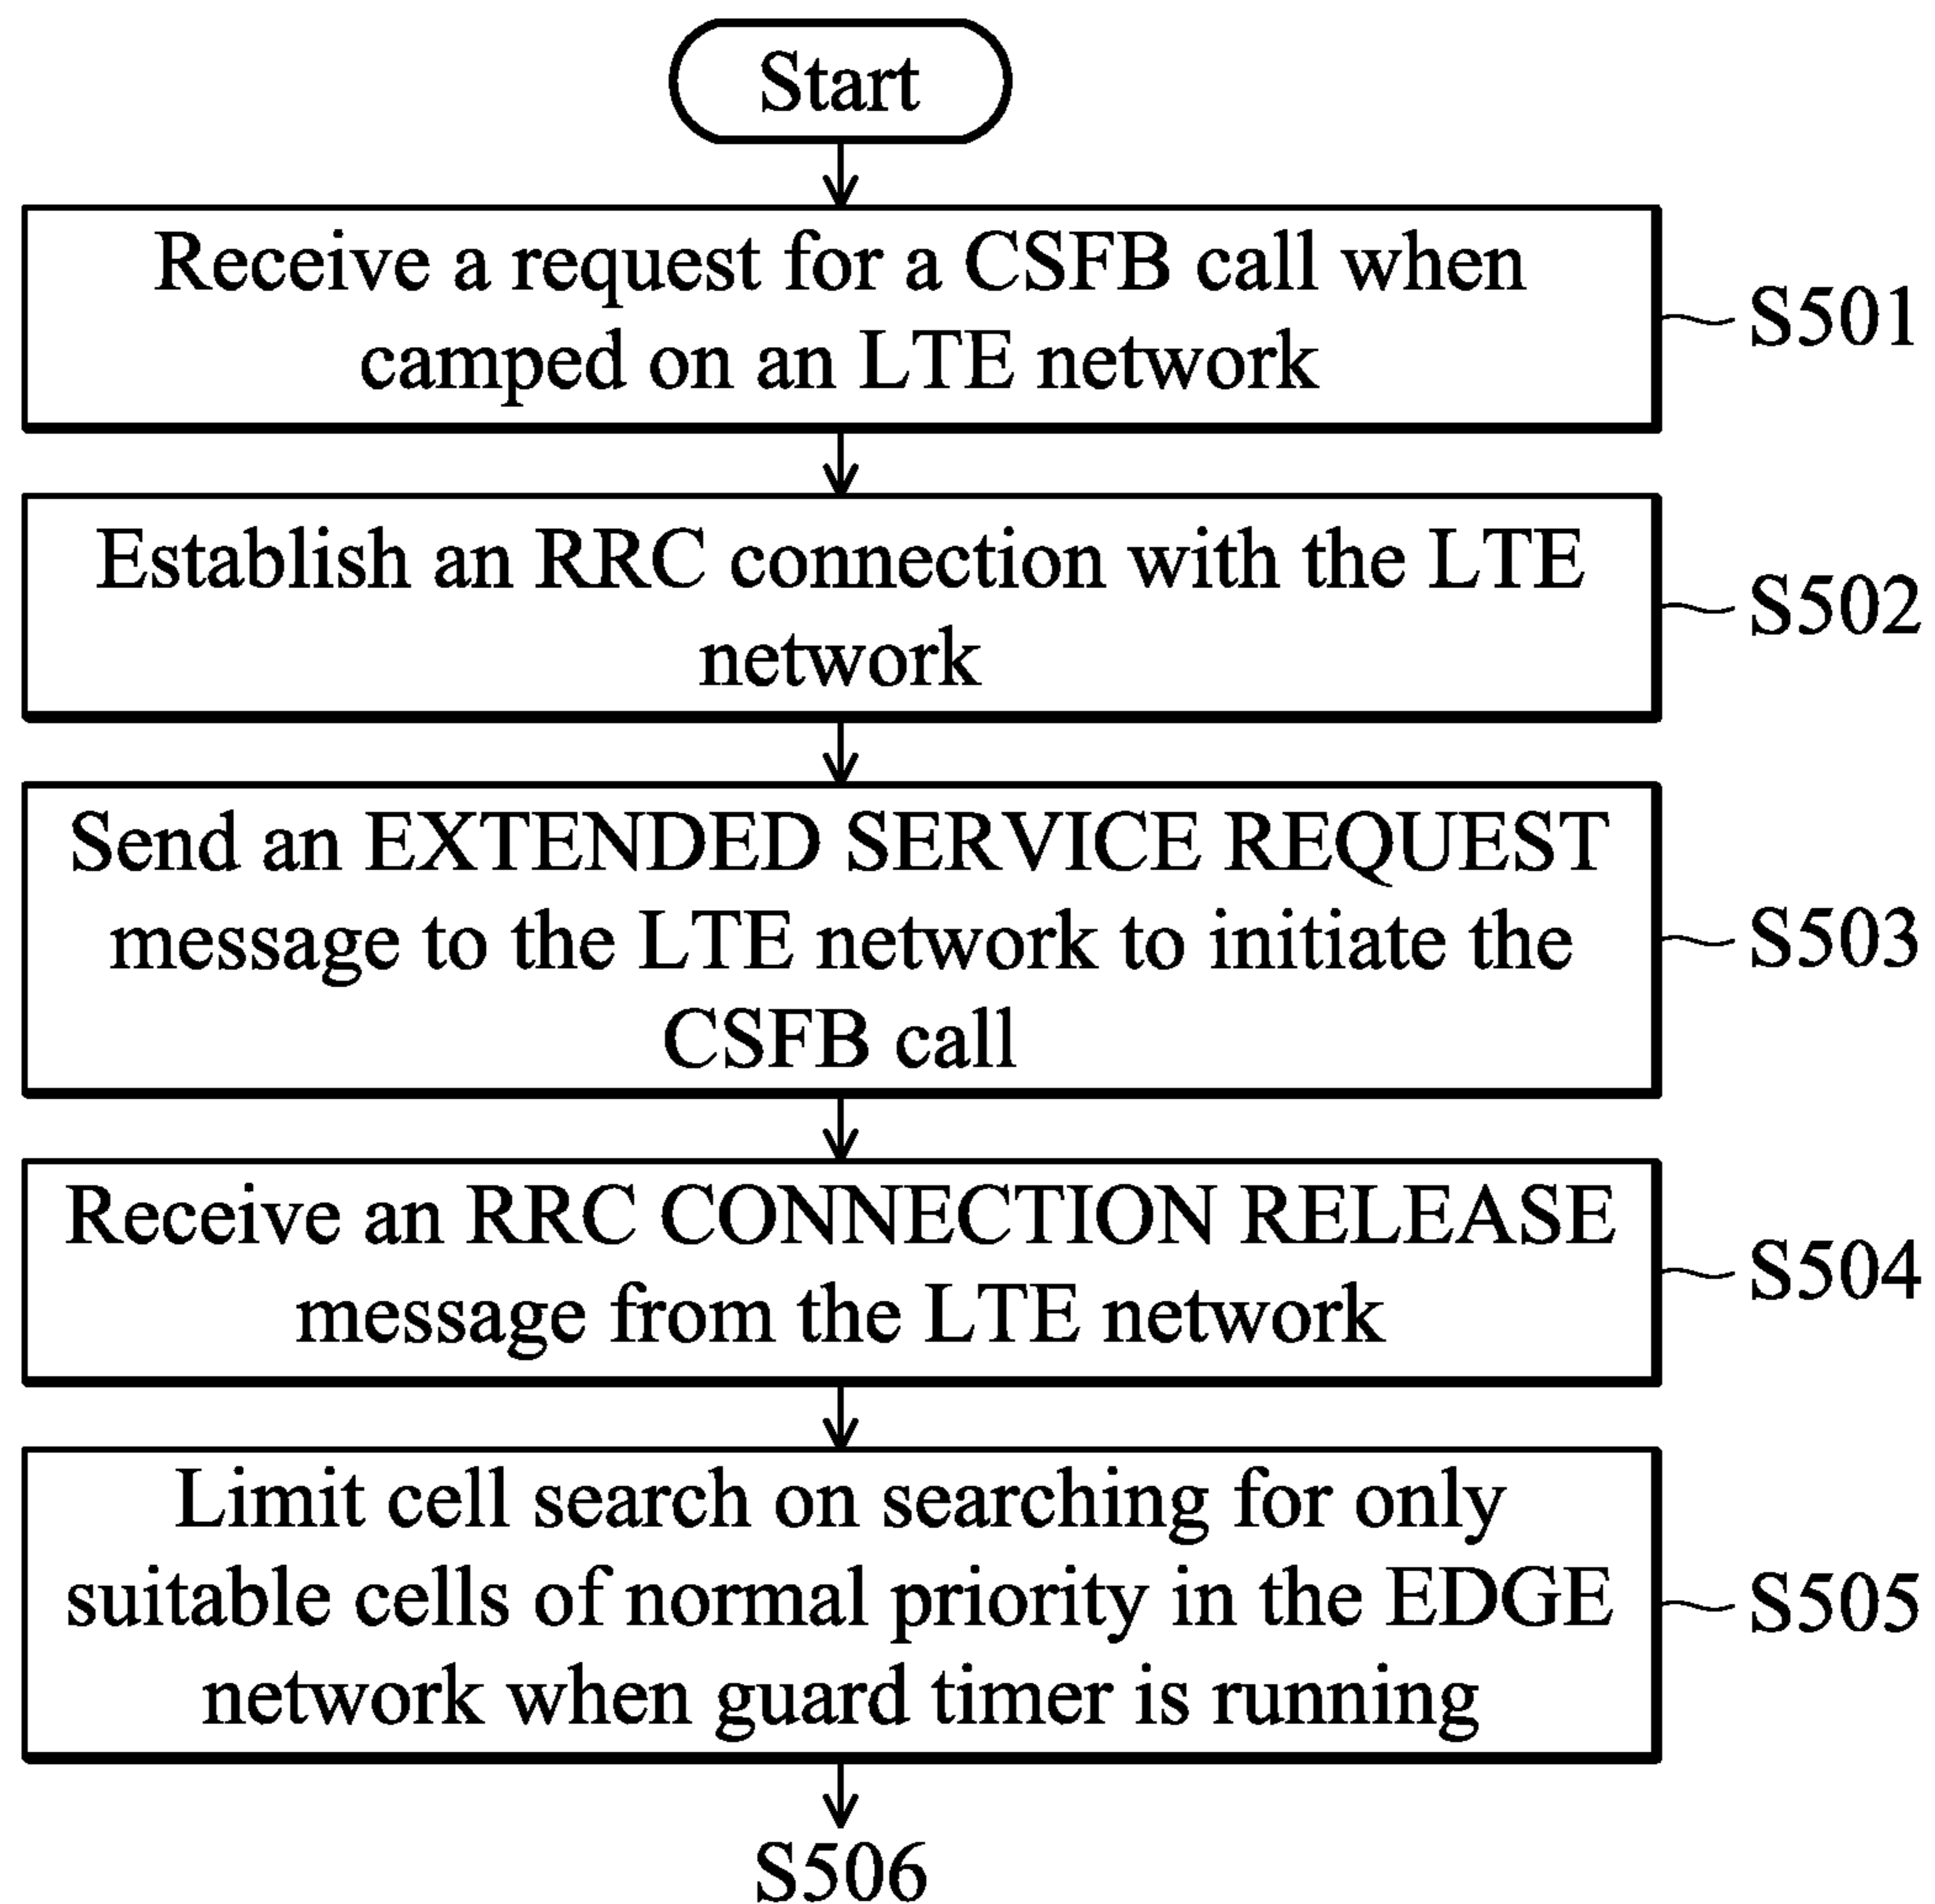 Start
Receive a request for a CSFB call when
camped on an LTE network
S501
Establish an RRC connection with the LTE
network
S502
Send an EXTENDED SERVICE REQUEST
message to the LTE network to initiate the
CSFB call
S503
Receive an RRC CONNECTION RELEASE
message from the LTE network
S504
Limit cell search on searching for only
suitable cells of normal priority in the EDGE
network when guard timer is running
S505
S506